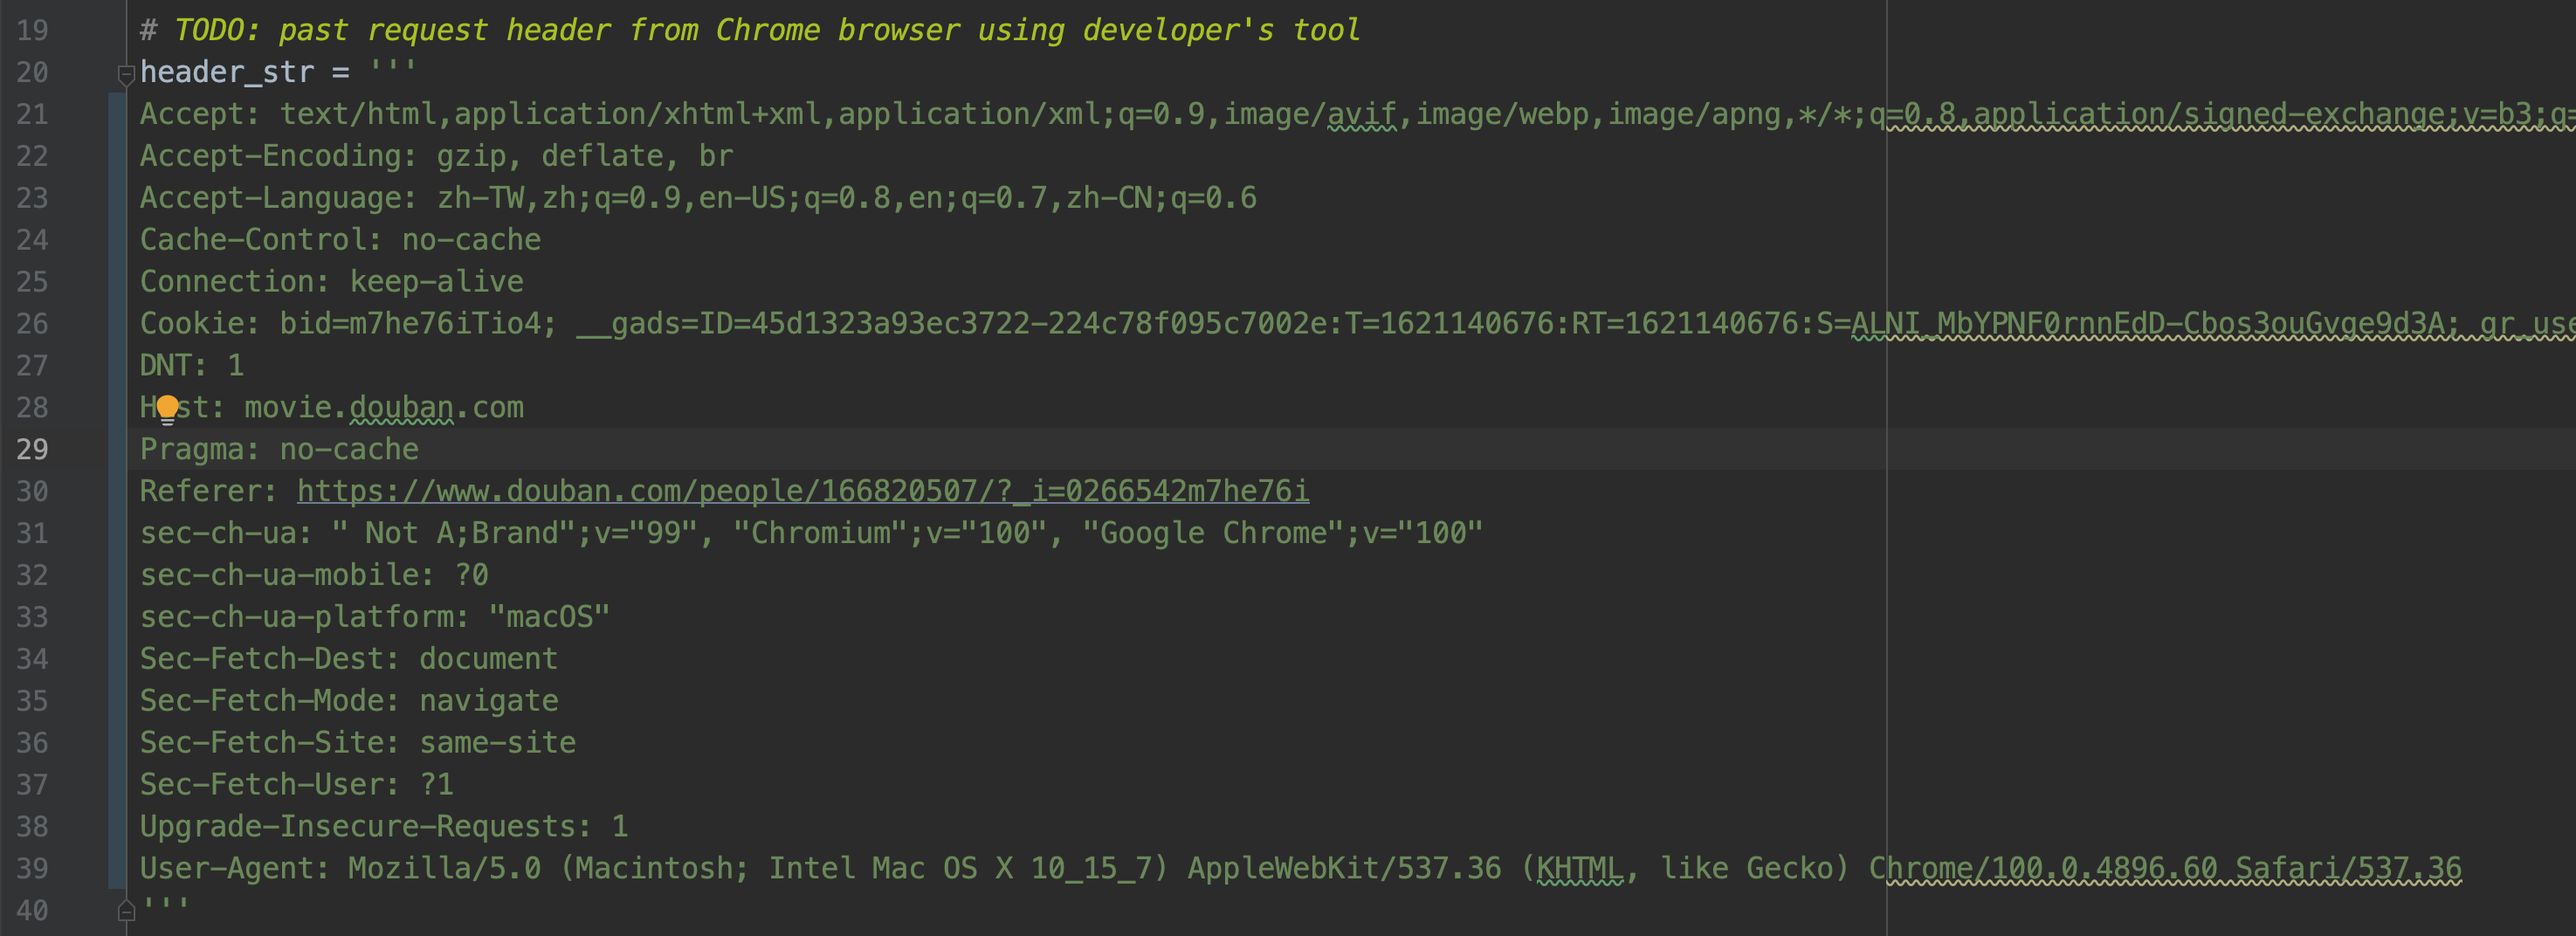 19 # TODO: past request header from Chrome browser using developer's tool
20 header_str = '''
21 Accept: text/html,application/xhtml+xml,application/xml;q=0.9,image/avif,image/webp,image/apng,*/*;q=0.8,application/signed-exchange;v=b3;q=
22 Accept-Encoding: gzip, deflate, br
23 Accept-Language: zh-TW,zh;q=0.9,en-US;q=0.8,en;q=0.7,zh-CN;q=0.6
24 Cache-Control: no-cache
25 Connection: keep-alive
26 Cookie: bid=m7he76iTio4; __gads=ID=45d1323a93ec3722-224c78f095c7002e:T=1621140676:RT=1621140676:S=ALNI_MbYPNF0rnnEdD-Cbos3ouGvge9d3A; gr_use
27 DNT: 1
28 Host: movie.douban.com
29 Pragma: no-cache
30 Referer: https://www.douban.com/people/166820507/?_i=0266542m7he76i
31 sec-ch-ua: " Not A;Brand";v="99", "Chromium";v="100", "Google Chrome";v="100"
32 sec-ch-ua-mobile: ?0
33 sec-ch-ua-platform: "macOS"
34 Sec-Fetch-Dest: document
35 Sec-Fetch-Mode: navigate
36 Sec-Fetch-Site: same-site
37 Sec-Fetch-User: ?1
38 Upgrade-Insecure-Requests: 1
39 User-Agent: Mozilla/5.0 (Macintosh; Intel Mac OS X 10_15_7) AppleWebKit/537.36 (KHTML, like Gecko) Chrome/100.0.4896.60 Safari/537.36
40 '''